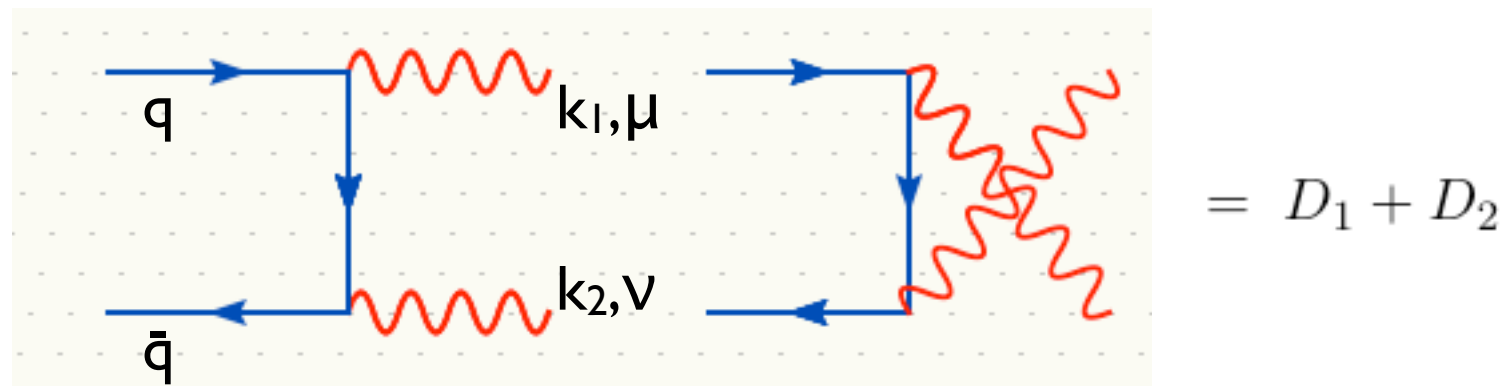 q
k₁,μ
= D₁ + D₂
k₂,ν
q̄